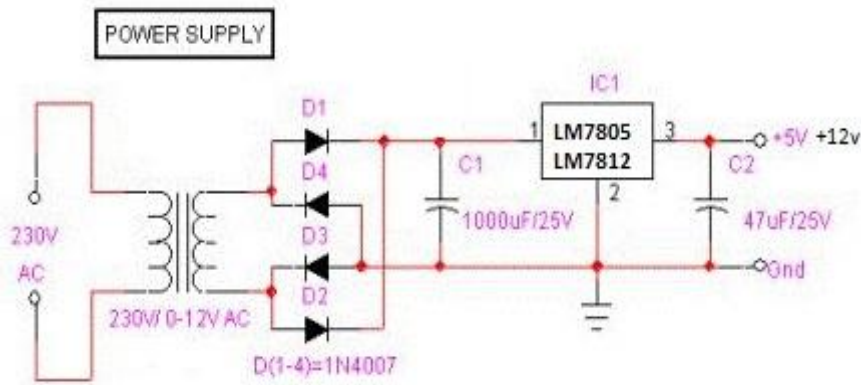 POWER SUPPLY
IC1
D1
1
LM7805
3
+5V +12v
LM7812
D4
C1
C2
2
1000uF/25V
47uF/25V
230V
D3
AC
Gnd
D2
230V/ 0-12V AC
D(1-4)=1N4007